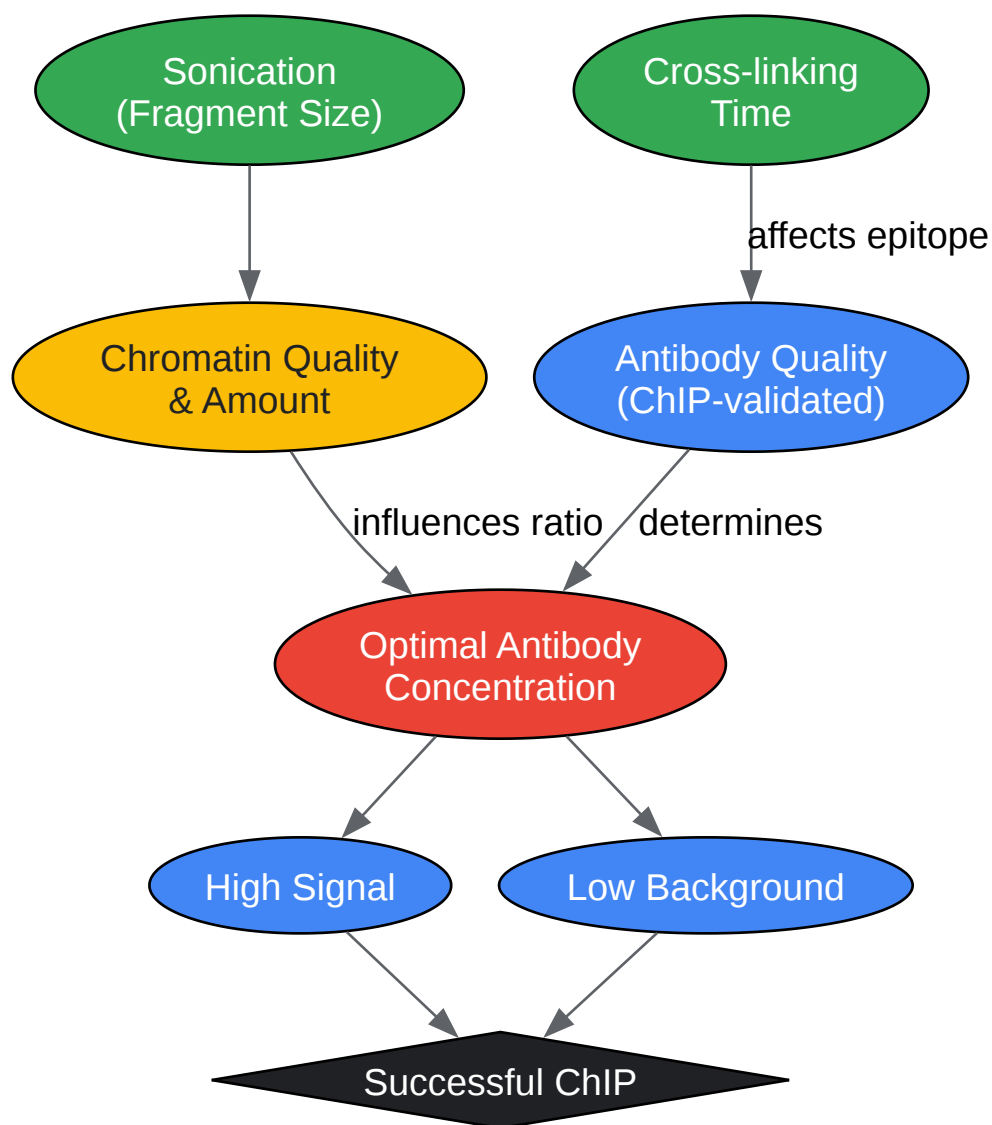 Sonication
(Fragment Size)
Cross-linking
Time
affects epitope
Chromatin Quality
& Amount
Antibody Quality
(ChIP-validated)
influences ratio
determines
Optimal Antibody
Concentration
High Signal
Low Background
Successful ChIP